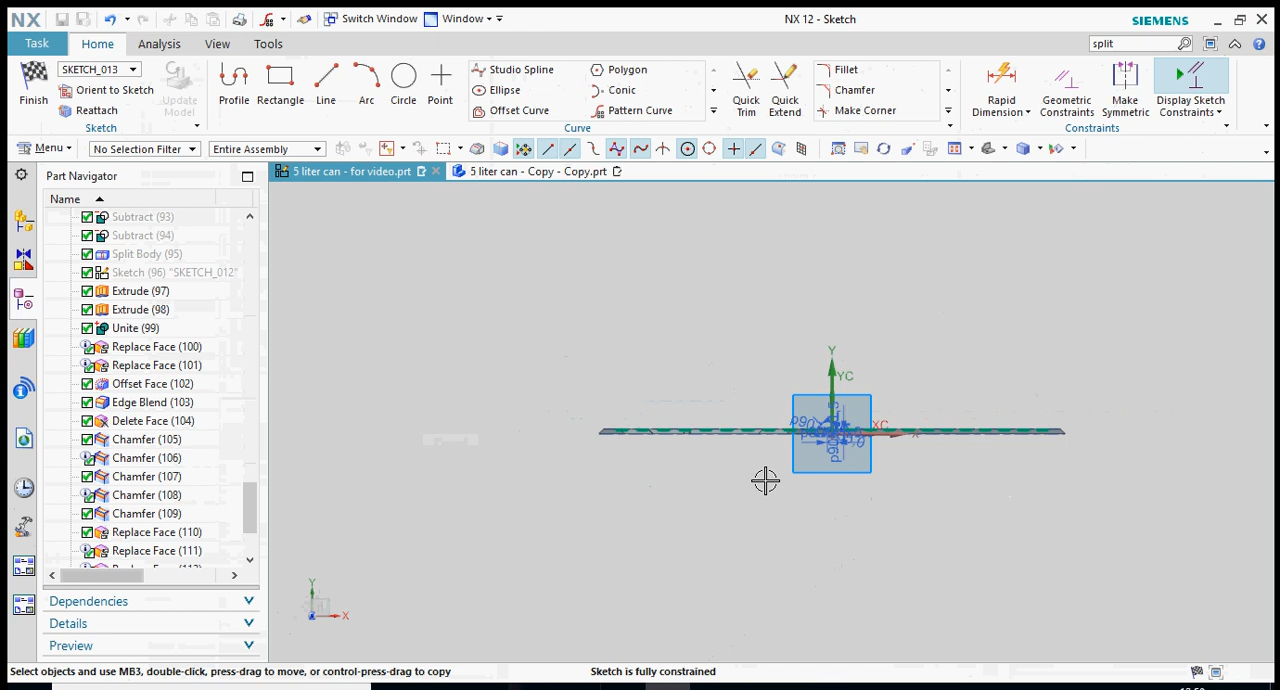 NX Switch Window Window NX 12 - Sketch SIEMENS
Task Home Analysis View Tools split
Finish SKETCH_013 Orient to Sketch Reattach Update Model
Sketch
Profile Rectangle Line Arc Circle Point
Studio Spline Polygon
Ellipse Conic
Offset Curve Pattern Curve
Quick Trim Quick Extend
Fillet
Chamfer
Make Corner
Curve
Rapid Dimension Geometric Constraints Make Symmetric Display Sketch Constraints
Constraints
Menu No Selection Filter Entire Assembly
Part Navigator
5 liter can - for video.prt 5 liter can - Copy - Copy.prt
Name
Subtract (93)
Subtract (94)
Split Body (95)
Sketch (96) "SKETCH_012"
Extrude (97)
Extrude (98)
Unite (99)
Replace Face (100)
Replace Face (101)
Offset Face (102)
Edge Blend (103)
Delete Face (104)
Chamfer (105)
Chamfer (106)
Chamfer (107)
Chamfer (108)
Chamfer (109)
Replace Face (110)
Replace Face (111)
Dependencies
Details
Preview
Y
YC
XC
X
Y
X
Select objects and use MB3, double-click, press-drag to move, or control-press-drag to copy Sketch is fully constrained